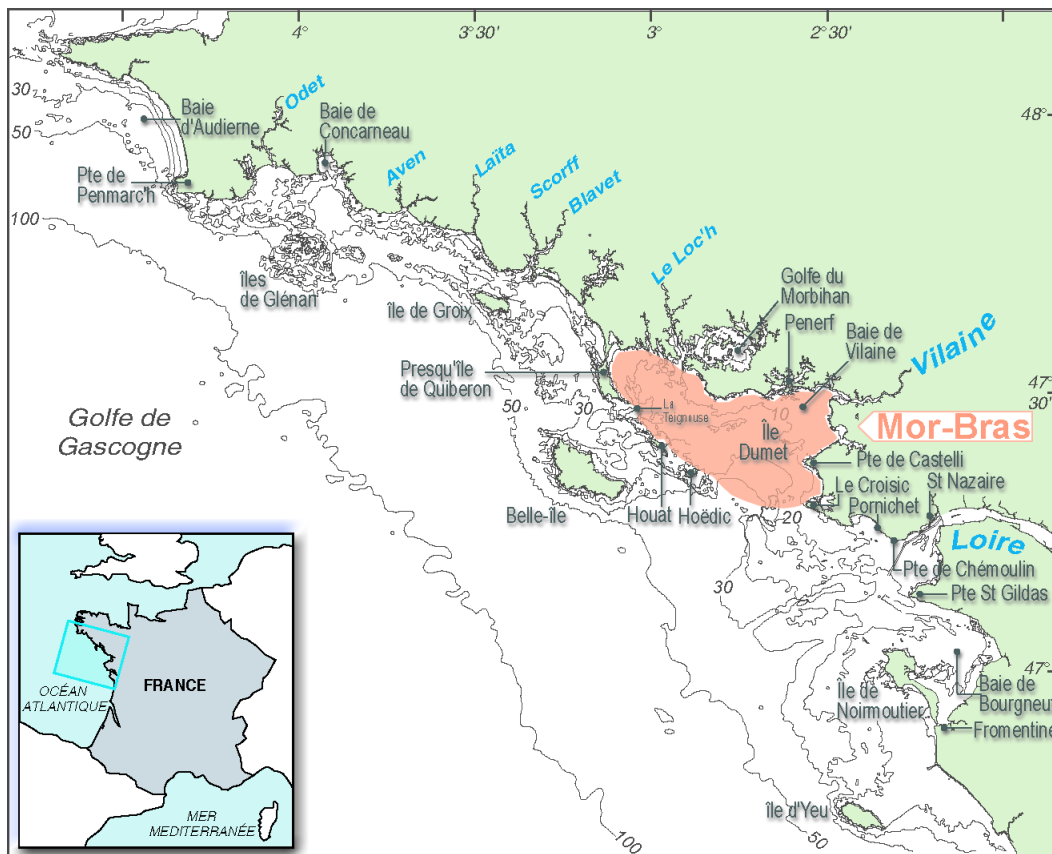 4°
3° 30'
3°
2° 30'
30
50
100
Baie
d'Audierne
Odet
Baie de
Concarneau
48°
Pte de
Penmarc'h
Aven
Laïta
Scorff
Blavet
îles
de Glénan
île de Groix
Le Loc'h
Golfe du
Morbihan
Penerf
Baie de
Vilaine
Vilaine
Presqu'île
de Quiberon
47°
30'
50
30
10
La
Teignouse
Golfe de
Gascogne
Île
Dumet
Mor-Bras
Pte de Castelli
Le Croisic
St Nazaire
Pornichet
Belle-île
Houat
Hoëdic
20
Loire
Pte de Chémoulin
30
Pte St Gildas
47°
Île de
Noirmoutier
Baie de
Bourgneuf
Fromentine
île d'Yeu
100
50
FRANCE
OCÉAN
ATLANTIQUE
MER
MEDITERRANÉE